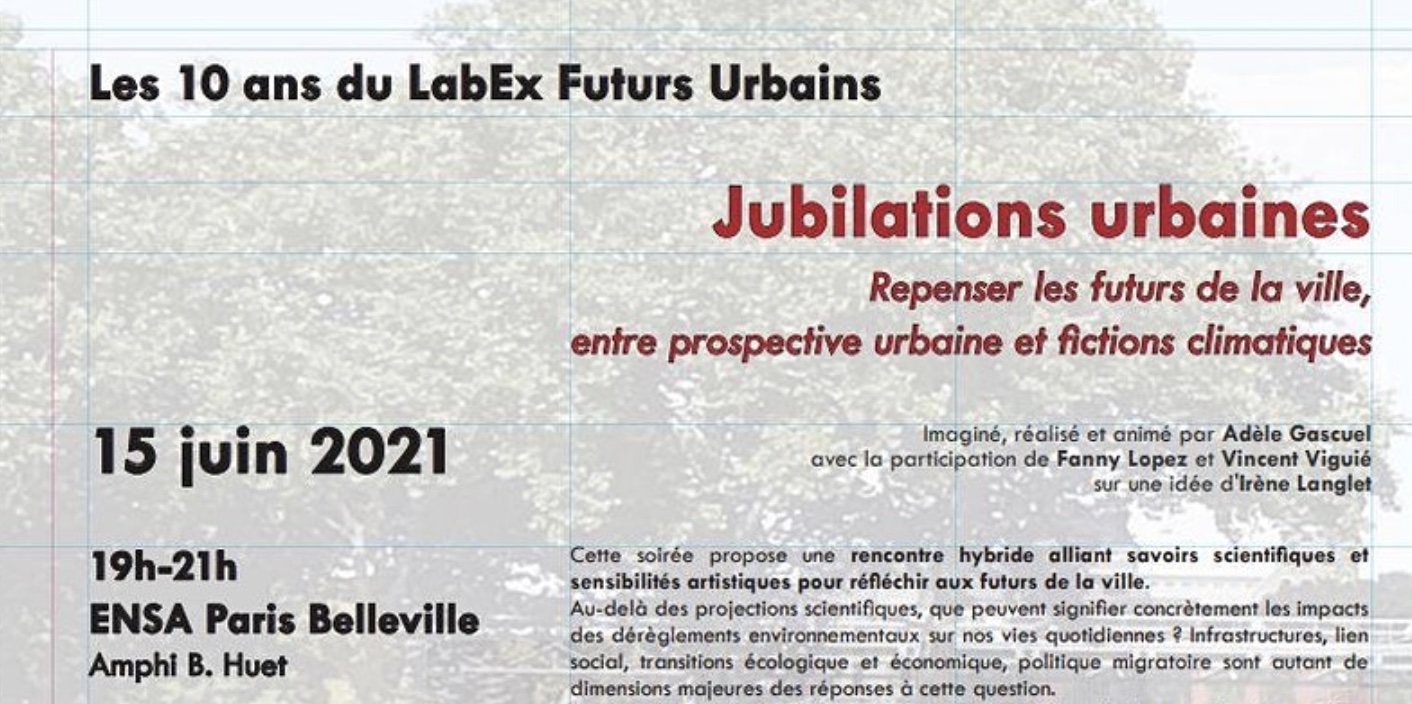 Les 10 ans du LabEx Futurs Urbains
Jubilations urbaines
Repenser les futurs de la ville,
entre prospective urbaine et fictions climatiques
15 juin 2021
Imaginé, réalisé et animé par Adèle Gascuel
avec la participation de Fanny Lopez et Vincent Viguié
sur une idée d'Irène Langlet
19h-21h
ENSA Paris Belleville
Amphi B. Huet
Cette soirée propose une rencontre hybride alliant savoirs scientifiques et
sensibilités artistiques pour réfléchir aux futurs de la ville.
Au-delà des projections scientifiques, que peuvent signifier concrètement les impacts
des dérèglements environnementaux sur nos vies quotidiennes ? Infrastructures, lien
social, transitions écologique et économique, politique migratoire sont autant de
dimensions majeures des réponses à cette question.